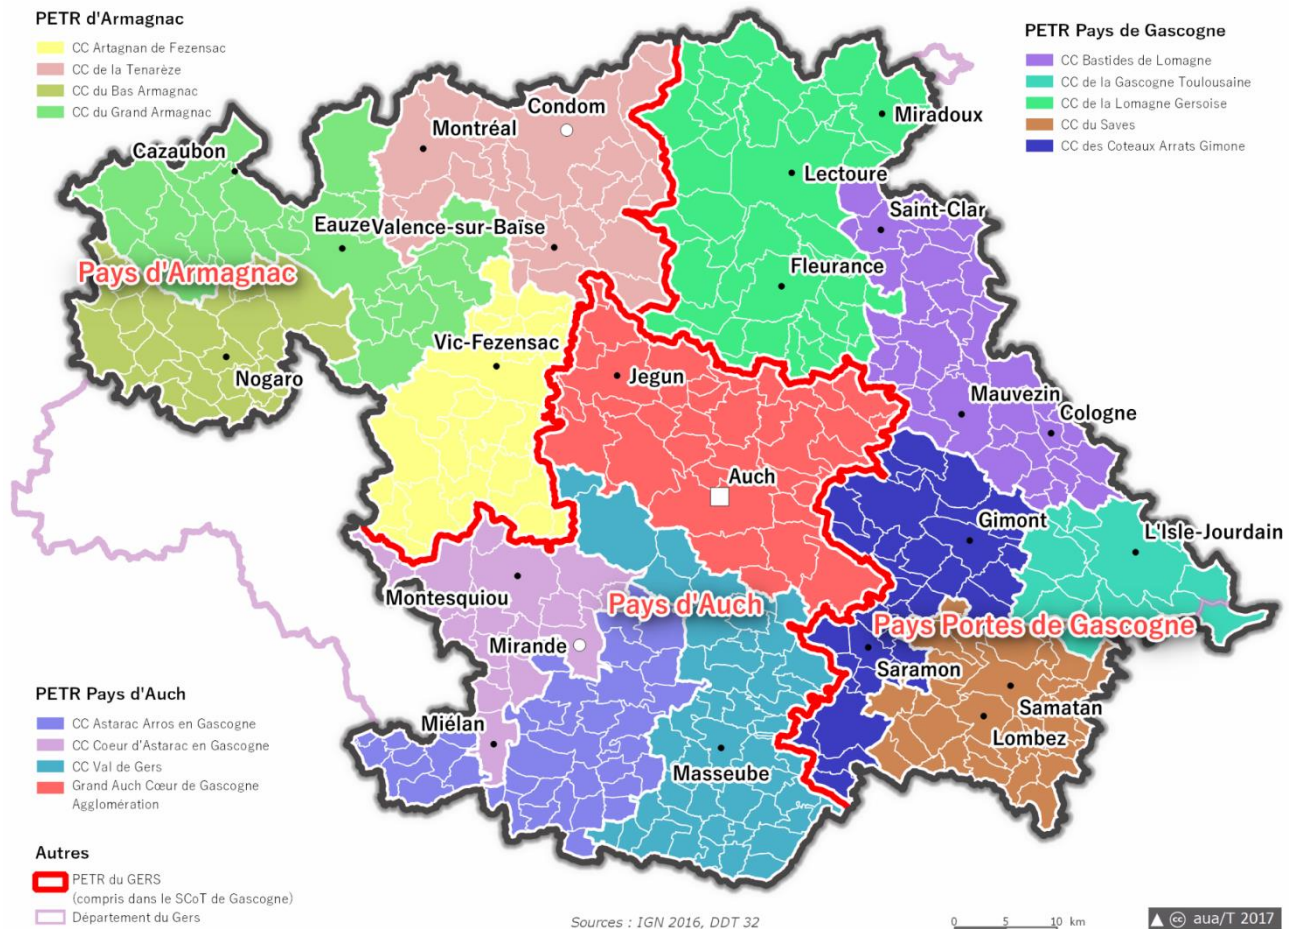 PETR d'Armagnac
CC Artagnan de Fezensac
CC de la Tenarèze
CC du Bas Armagnac
CC du Grand Armagnac
PETR Pays de Gascogne
CC Bastides de Lomagne
CC de la Gascogne Toulousaine
CC de la Lomagne Gersoise
CC du Saves
CC des Coteaux Arrats Gimone
Condom
Montréal
Miradoux
Cazaubon
Lectoure
Saint-Clar
Eauze
Valence-sur-Baïse
Pays d'Armagnac
Fleurance
Vic-Fezensac
Nogaro
Jegun
Mauvezin
Cologne
Auch
Gimont
L'Isle-Jourdain
Montesquiou
Pays d'Auch
Pays Portes de Gascogne
Mirande
Saramon
Samatan
Lombez
Miélan
Masseube
PETR Pays d'Auch
CC Astarac Arros en Gascogne
CC Coeur d'Astarac en Gascogne
CC Val de Gers
Grand Auch Cœur de Gascogne
Agglomération
Autres
PETR du GERS
(compris dans le SCoT de Gascogne)
Département du Gers
Sources : IGN 2016, DDT 32
0 5 10 km
cc aua/T 2017